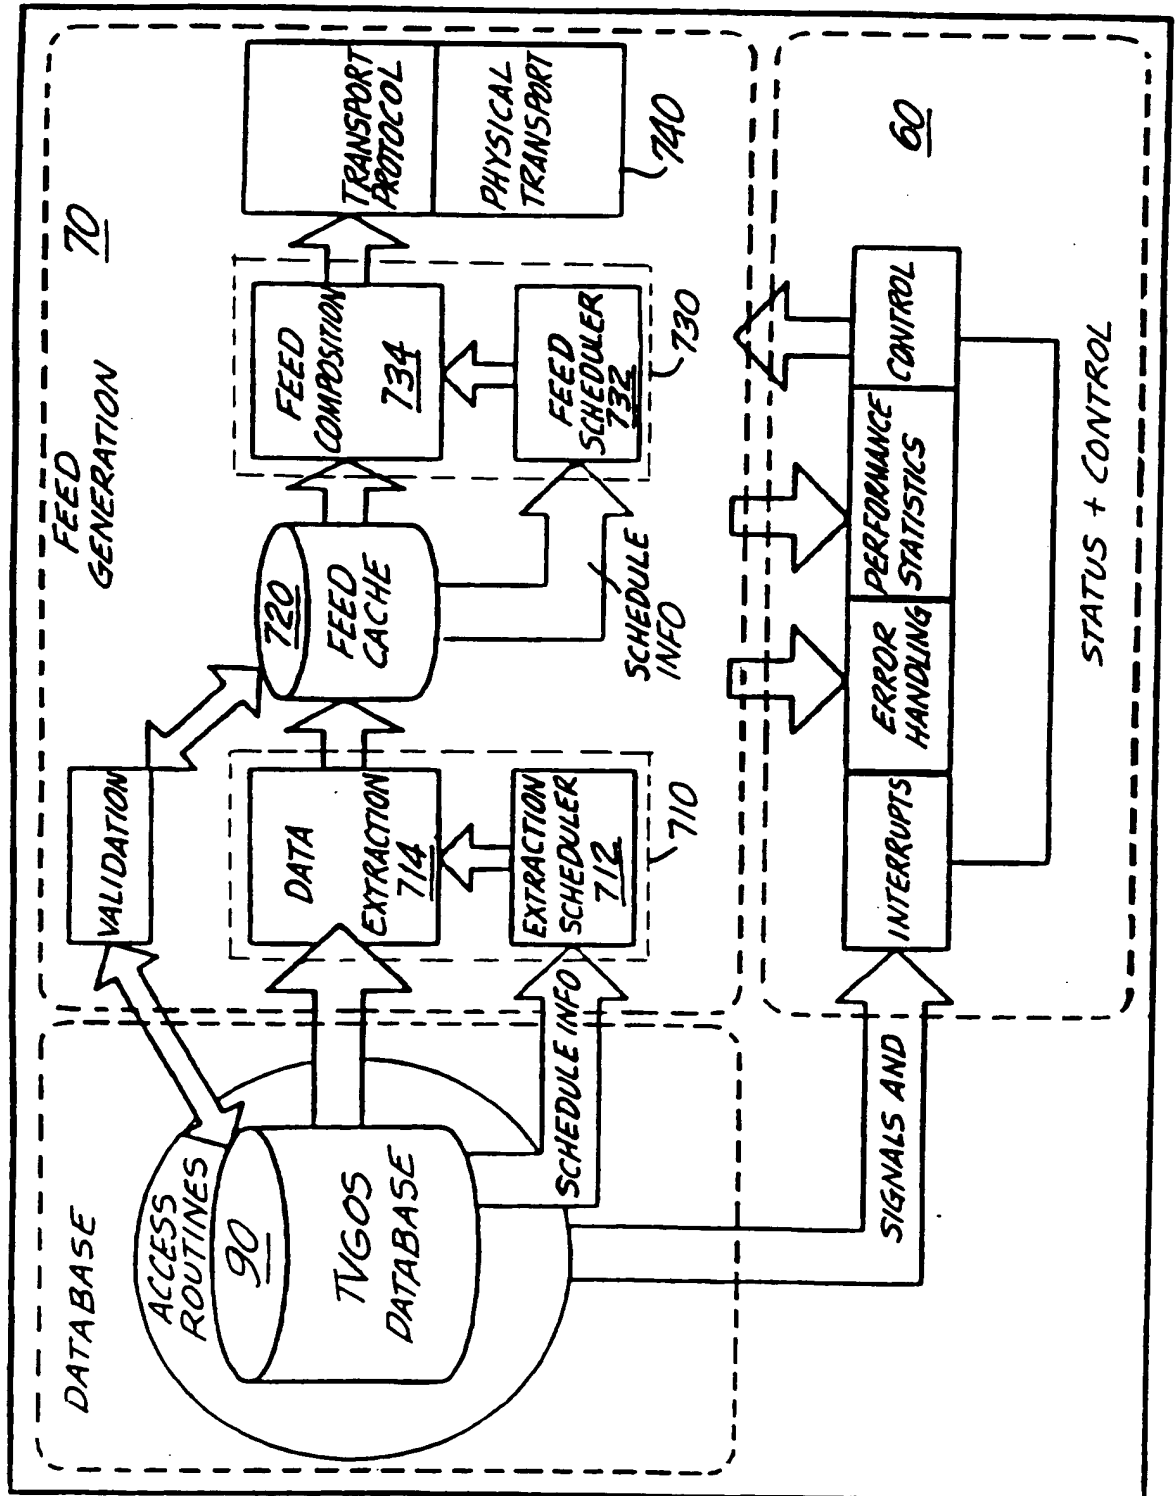 DATABASE
ACCESS
ROUTINES
90
TVGOS
DATABASE
SCHEDULE INFO
SIGNALS AND
FEED
GENERATION
70
VALIDATION
DATA
EXTRACTION
714
EXTRACTION
SCHEDULER
712
710
720
FEED
CACHE
SCHEDULE
INFO
FEED
COMPOSITION
734
FEED
SCHEDULER
732
730
TRANSPORT
PROTOCOL
PHYSICAL
TRANSPORT
740
60
INTERRUPTS
ERROR
HANDLING
PERFORMANCE
STATISTICS
CONTROL
STATUS + CONTROL